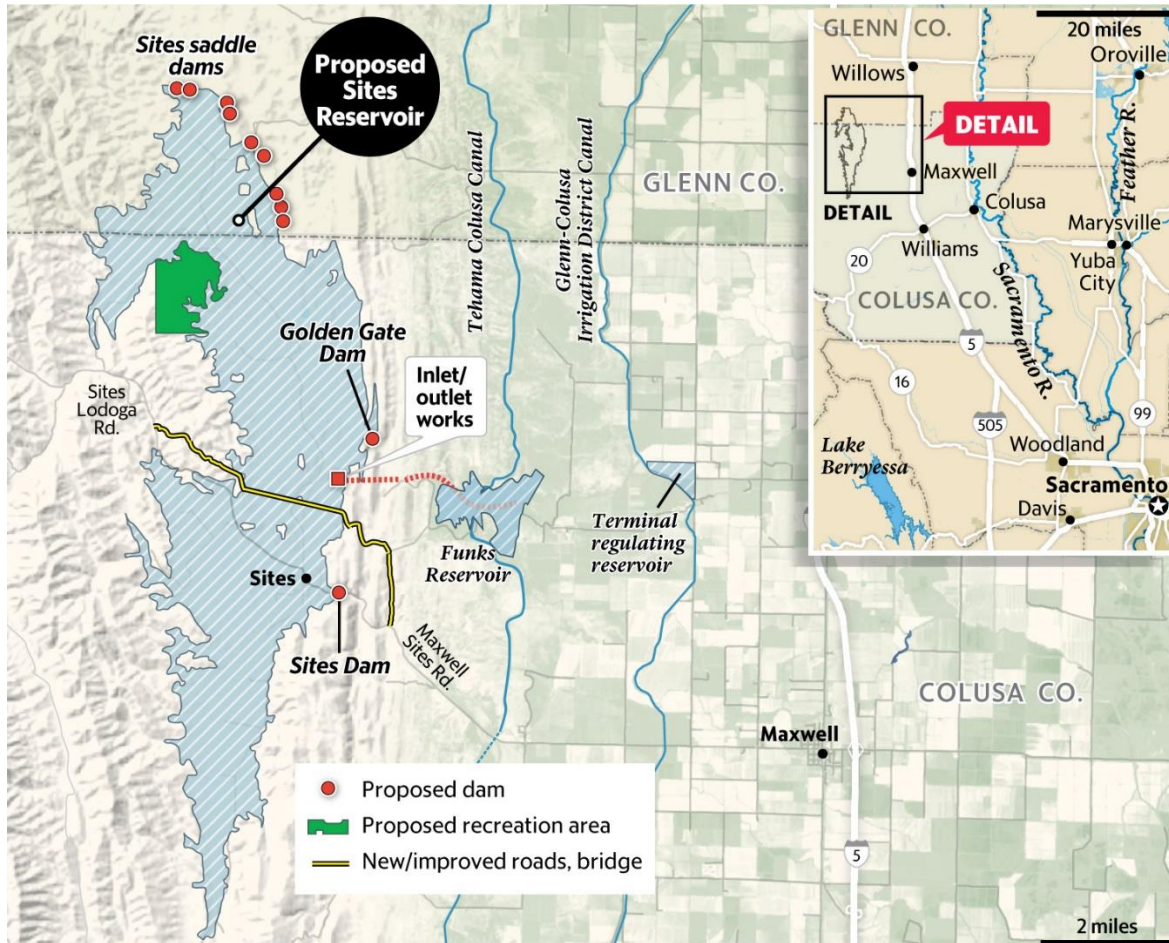 Sites saddle
dams
Proposed
Sites
Reservoir
Tehama Colusa Canal
Glenn-Colusa
Irrigation District Canal
GLENN CO.
Golden Gate
Dam
Inlet/
outlet
works
Sites
Lodoga
Rd.
Funks
Reservoir
Terminal
regulating
reservoir
Sites
Sites Dam
Maxwell
Sites Rd.
Maxwell
COLUSA CO.
5
2 miles
Proposed dam
Proposed recreation area
New/improved roads, bridge
GLENN CO.
20 miles
Oroville
Willows
DETAIL
Feather R.
Maxwell
DETAIL
Colusa
Marysville
Williams
Yuba
City
20
Sacramento R.
COLUSA CO.
5
16
505
99
Lake
Berryessa
Woodland
Sacramento
Davis